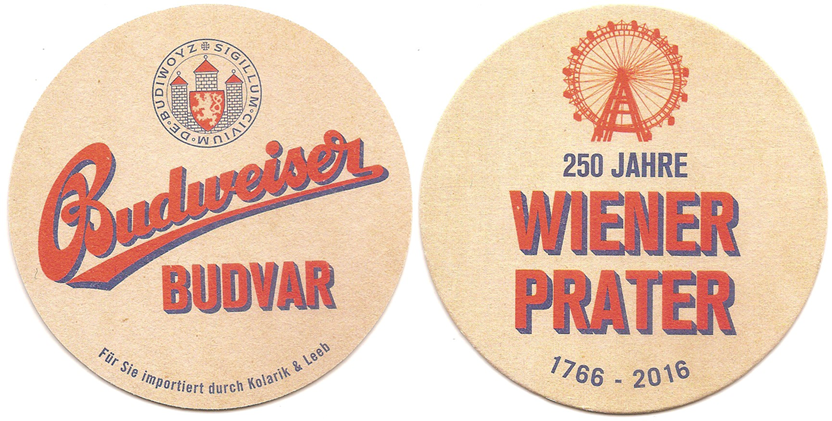 SIGILLUM • CIVIUM • DE • BUDIWOYZ
Budweiser
BUDVAR
Für Sie importiert durch Kolarik & Leeb
250 JAHRE
WIENER
PRATER
1766 - 2016